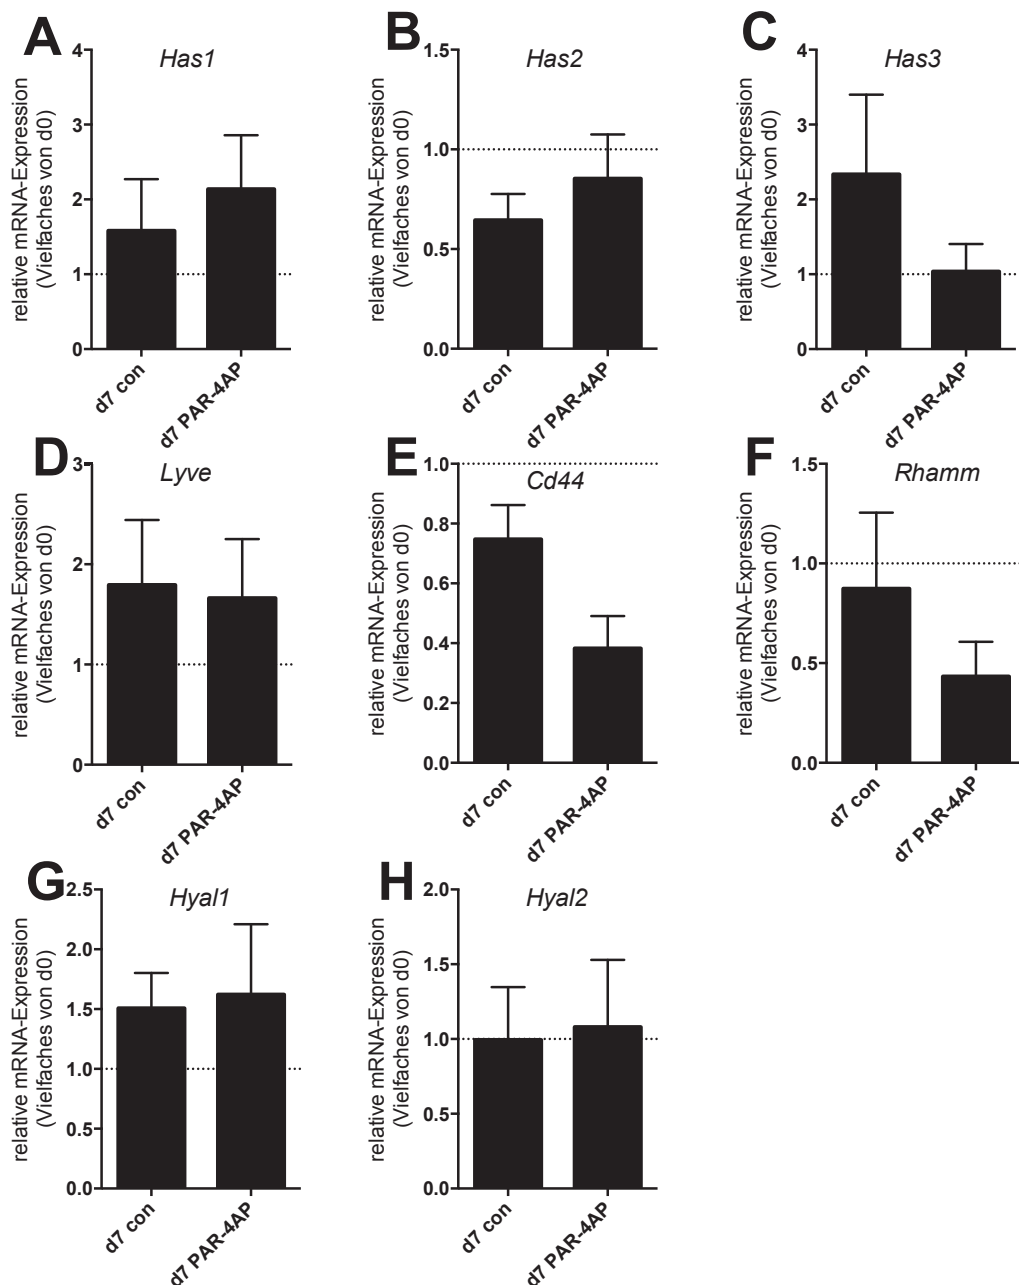 A
Has1
relative mRNA-Expression
(Vielfaches von d0)
4
3
2
1
0
d7 con
d7 PAR-4AP
B
Has2
relative mRNA-Expression
(Vielfaches von d0)
1.5
1.0
0.5
0.0
d7 con
d7 PAR-4AP
C
Has3
relative mRNA-Expression
(Vielfaches von d0)
4
3
2
1
0
d7 con
d7 PAR-4AP
D
Lyve
relative mRNA-Expression
(Vielfaches von d0)
3
2
1
0
d7 con
d7 PAR-4AP
E
Cd44
relative mRNA-Expression
(Vielfaches von d0)
1.0
0.8
0.6
0.4
0.2
0.0
d7 con
d7 PAR-4AP
F
Rhamm
relative mRNA-Expression
(Vielfaches von d0)
1.5
1.0
0.5
0.0
d7 con
d7 PAR-4AP
G
Hyal1
relative mRNA-Expression
(Vielfaches von d0)
2.5
2.0
1.5
1.0
0.5
0.0
d7 con
d7 PAR-4AP
H
Hyal2
relative mRNA-Expression
(Vielfaches von d0)
2.0
1.5
1.0
0.5
0.0
d7 con
d7 PAR-4AP